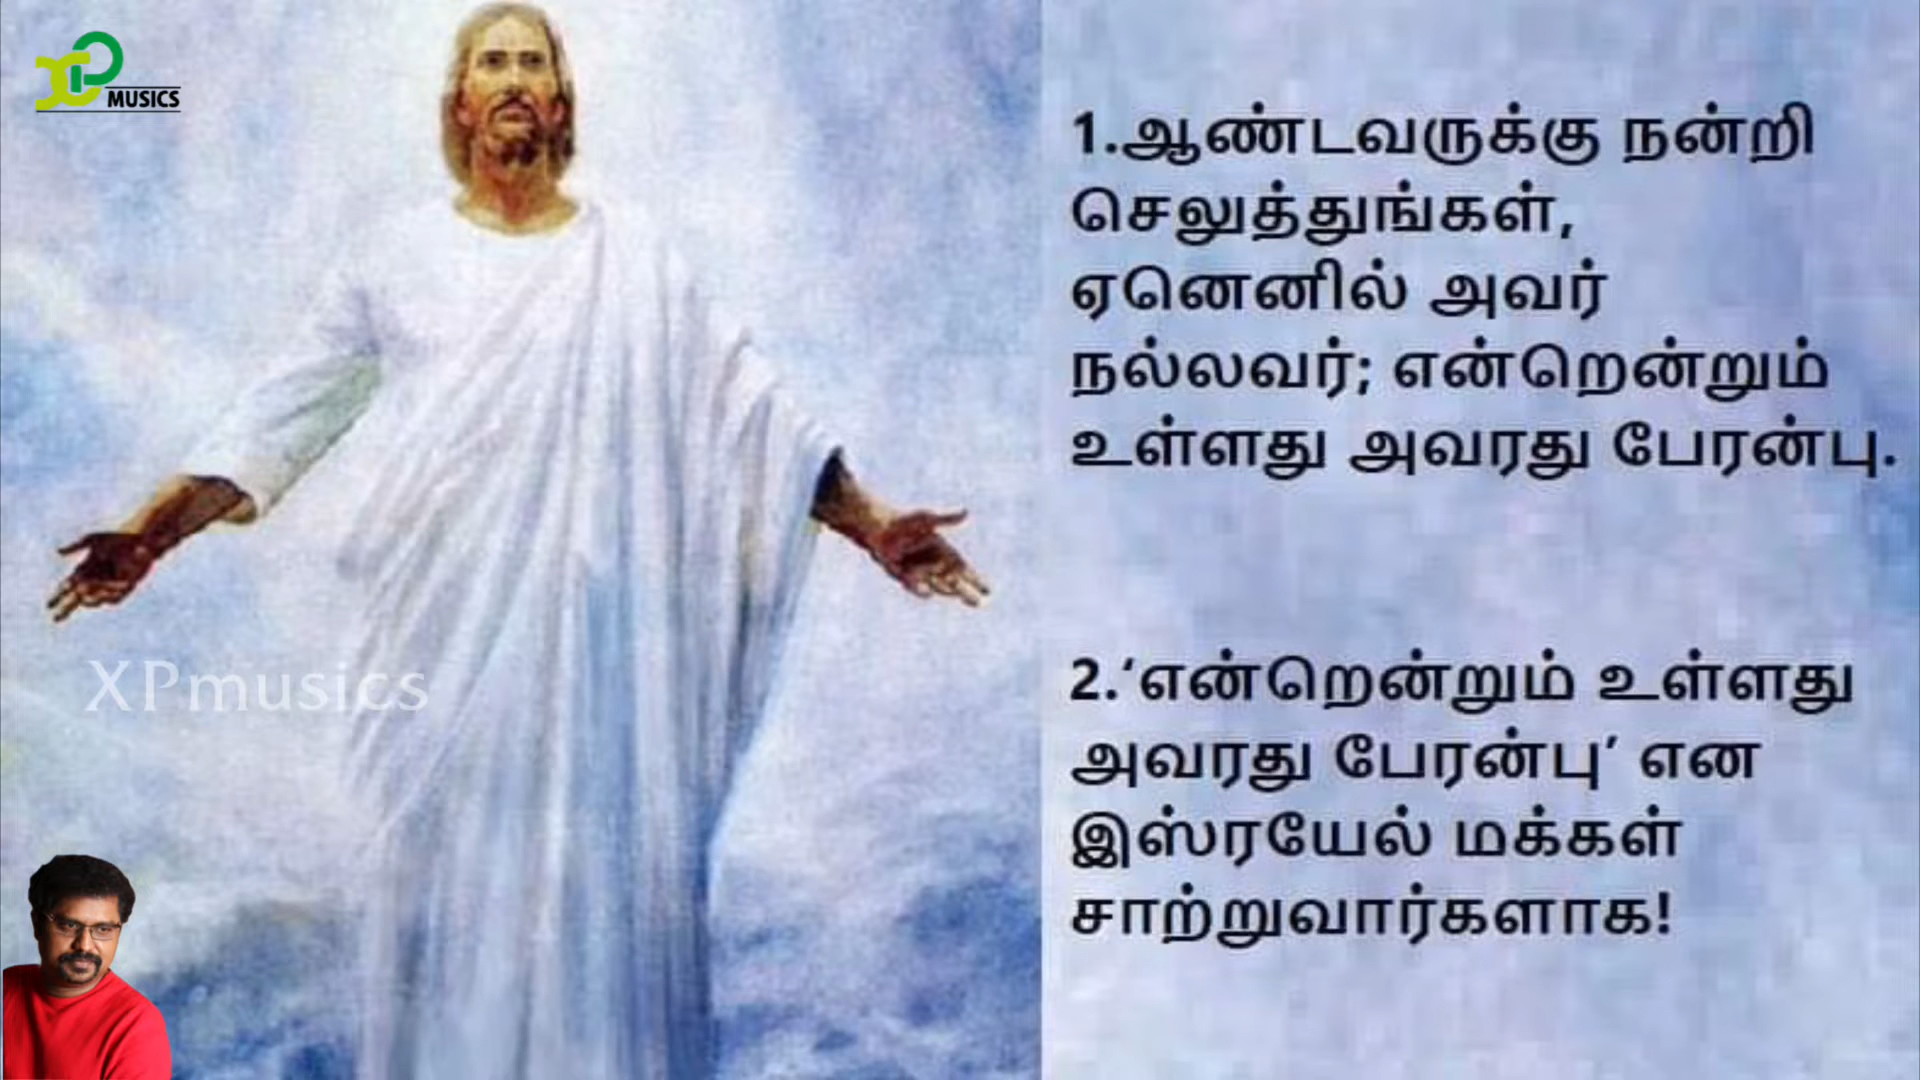 XP MUSICS
1.ஆண்டவருக்கு நன்றி
செலுத்துங்கள்,
ஏனெனில் அவர்
நல்லவர்; என்றென்றும்
உள்ளது அவரது பேரன்பு.
2.‘என்றென்றும் உள்ளது
அவரது பேரன்பு’ என
இஸ்ரயேல் மக்கள்
சாற்றுவார்களாக!
XPmusics